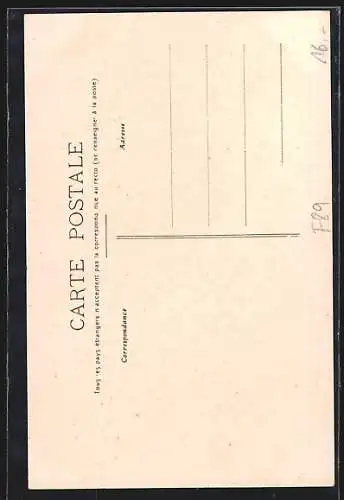 CARTE POSTALE
Tous les pays étrangers n'acceptent pas la correspondance au recto (se renseigner à la poste)
Correspondance
Adresse
16.-
F89